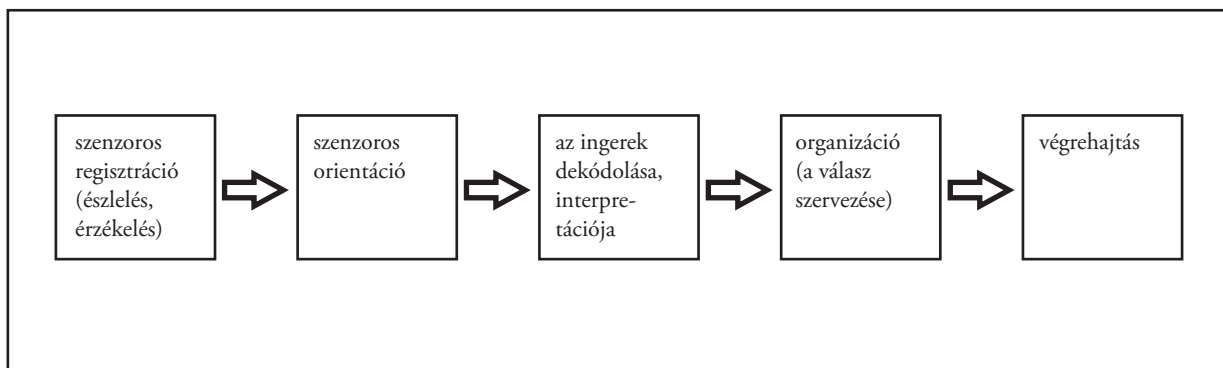 szenzoros
regisztráció
(észlelés,
érzékelés)
szenzoros
orientáció
az ingerek
dekódolása,
interpre-
tációja
organizáció
(a válasz
szervezése)
végrehajtás